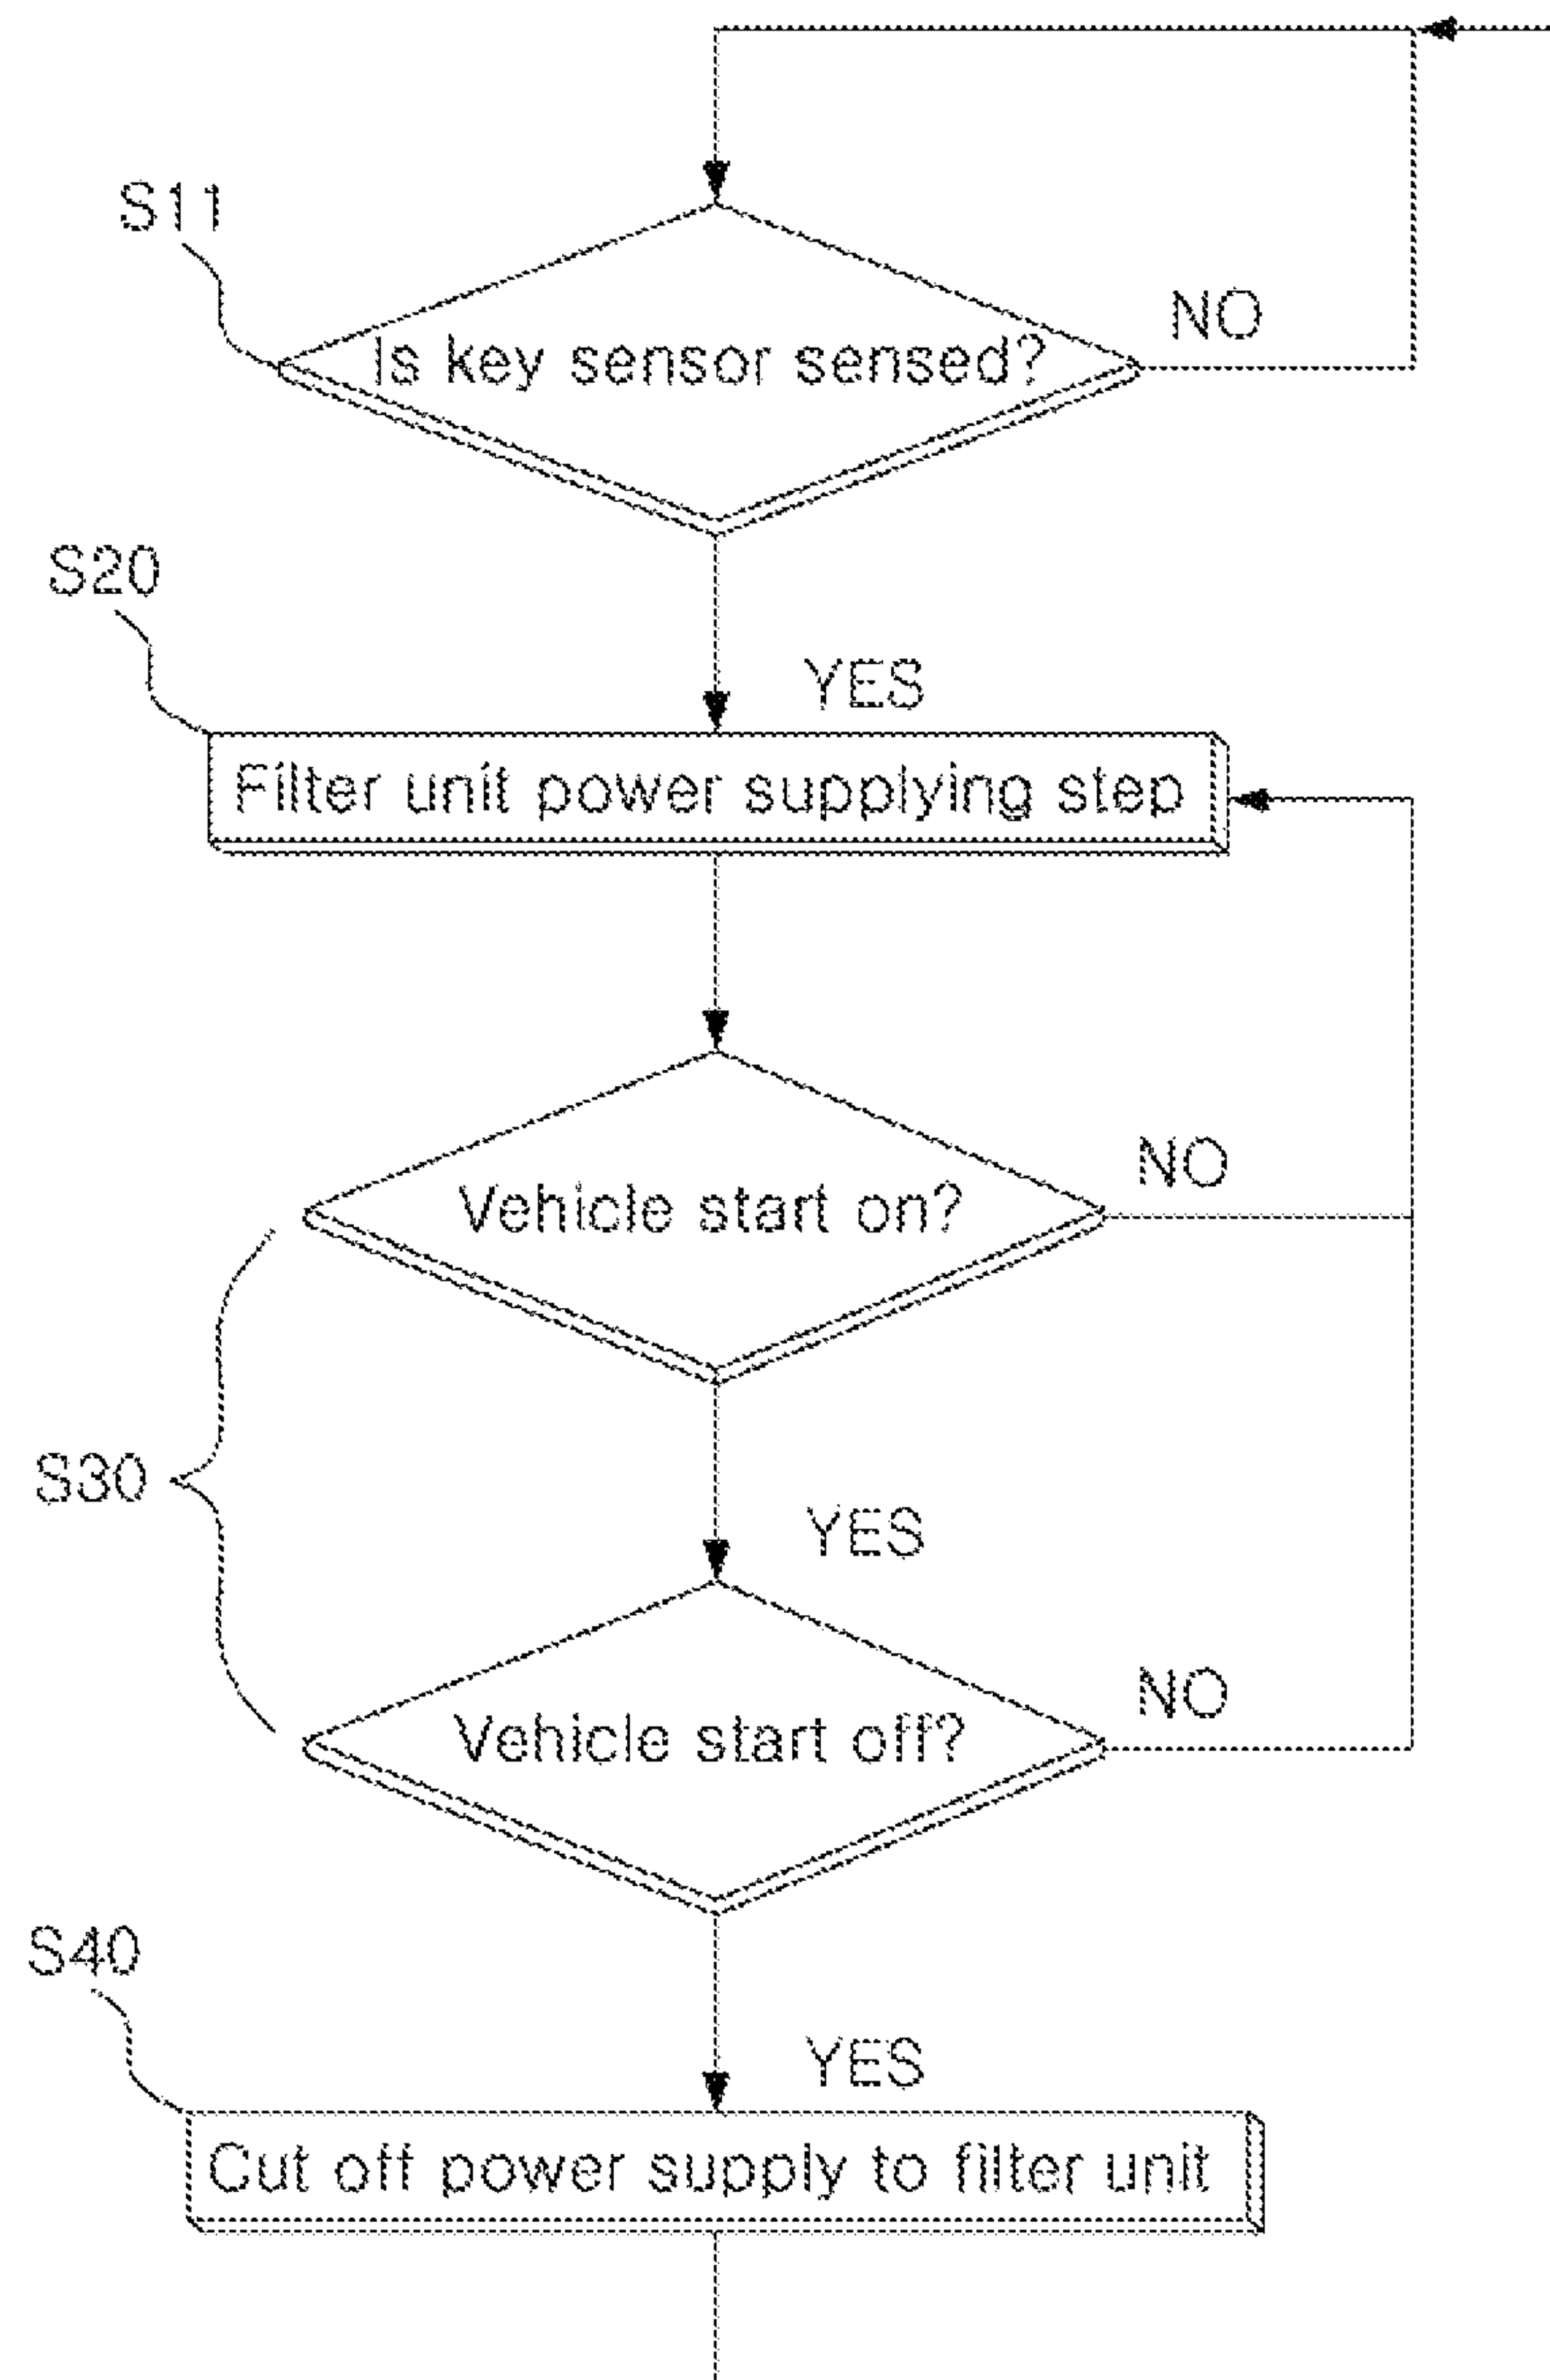 S11
Is key sensor sensed?
NO
S20
YES
Filter unit power supplying step
Vehicle start on?
NO
S30
YES
Vehicle start off?
NO
S40
YES
Cut off power supply to filter unit